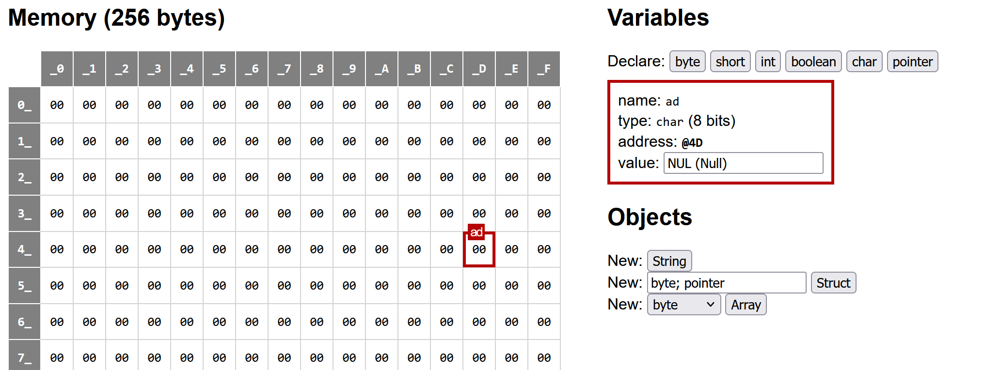 Memory (256 bytes)
_0 _1 _2 _3 _4 _5 _6 _7 _8 _9 _A _B _C _D _E _F
0_ 00 00 00 00 00 00 00 00 00 00 00 00 00 00 00 00
1_ 00 00 00 00 00 00 00 00 00 00 00 00 00 00 00 00
2_ 00 00 00 00 00 00 00 00 00 00 00 00 00 00 00 00
3_ 00 00 00 00 00 00 00 00 00 00 00 00 00 00 00 00
ad
4_ 00 00 00 00 00 00 00 00 00 00 00 00 00 00 00 00
5_ 00 00 00 00 00 00 00 00 00 00 00 00 00 00 00 00
6_ 00 00 00 00 00 00 00 00 00 00 00 00 00 00 00 00
7_ 00 00 00 00 00 00 00 00 00 00 00 00 00 00 00 00
Variables
Declare: byte short int boolean char pointer
name: ad
type: char (8 bits)
address: @4D
value: NUL (Null)
Objects
New: String
New: byte; pointer Struct
New: byte Array